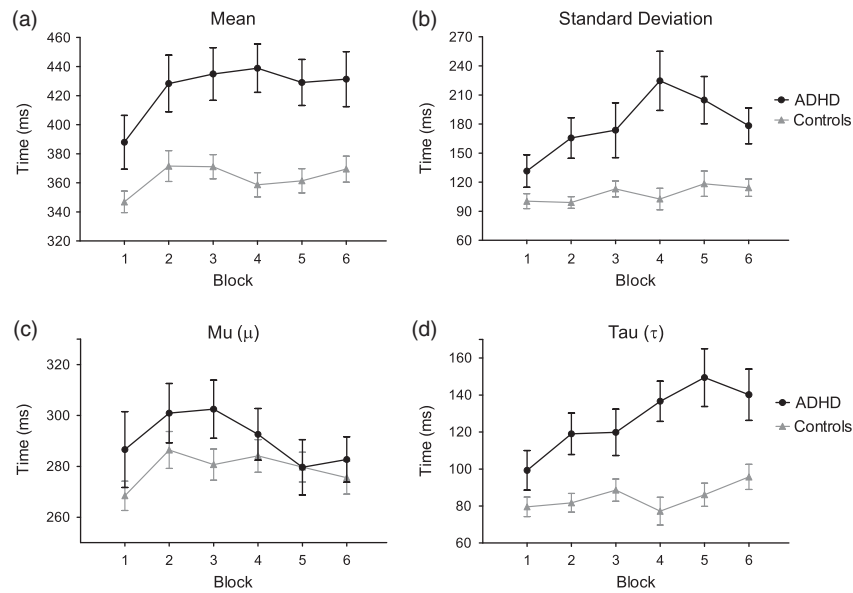 (a)
Mean
Time (ms)
460
440
420
400
380
360
340
320
1 2 3 4 5 6
Block
(b)
Standard Deviation
Time (ms)
270
240
210
180
150
120
90
60
1 2 3 4 5 6
Block
ADHD
Controls
(c)
Mu (μ)
Time (ms)
320
300
280
260
1 2 3 4 5 6
Block
(d)
Tau (τ)
Time (ms)
160
140
120
100
80
60
1 2 3 4 5 6
Block
ADHD
Controls